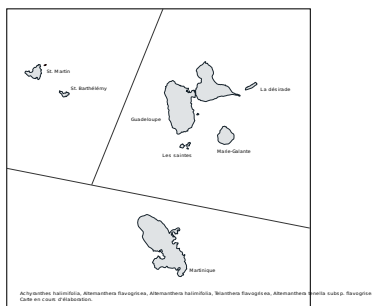 St. Martin
St. Barthélémy
La désirade
Guadeloupe
Les saintes
Marie-Galante
Martinique
Achyranthes halimifolia, Alternanthera flavogrisea, Alternanthera halimifolia, Telanthera flavogrisea, Alternanthera tenella subsp. flavogrise
Carte en cours d'élaboration.